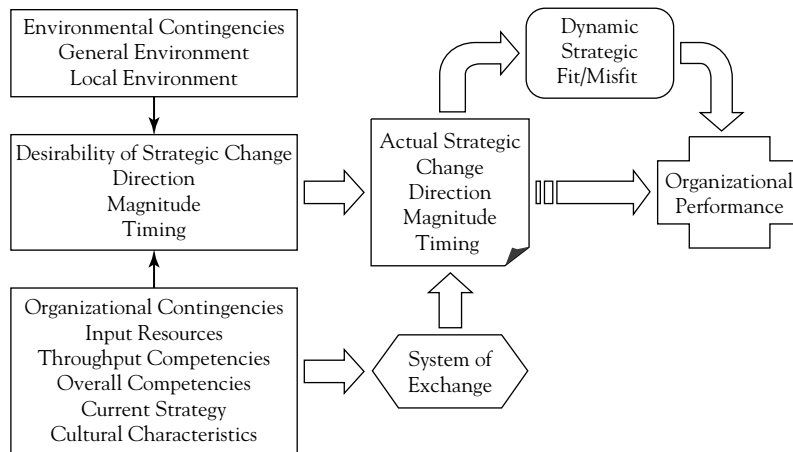 Environmental Contingencies
General Environment
Local Environment
Desirability of Strategic Change
Direction
Magnitude
Timing
Organizational Contingencies
Input Resources
Throughput Competencies
Overall Competencies
Current Strategy
Cultural Characteristics
Actual Strategic
Change
Direction
Magnitude
Timing
System of
Exchange
Dynamic
Strategic
Fit/Misfit
Organizational
Performance